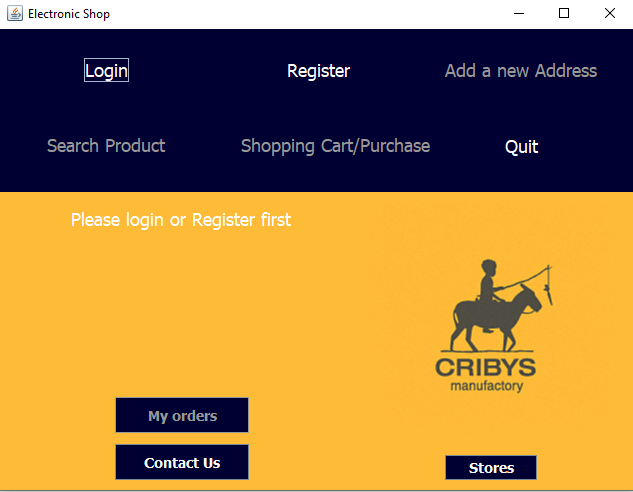 Electronic Shop
Login
Register
Add a new Address
Search Product
Shopping Cart/Purchase
Quit
Please login or Register first
CRIBYS
manufactory
My orders
Contact Us
Stores